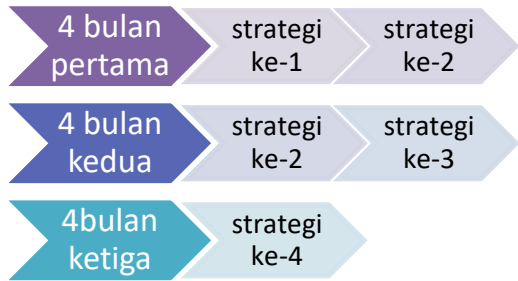 4 bulan
pertama
strategi
ke-1
strategi
ke-2
4 bulan
kedua
strategi
ke-2
strategi
ke-3
4bulan
ketiga
strategi
ke-4